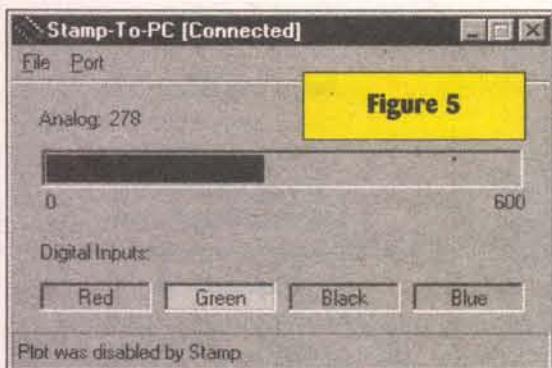 Stamp-To-PC [Connected]
File Port
Figure 5
Analog: 278
0 600
Digital Inputs:
Red Green Black Blue
Plot was disabled by Stamp